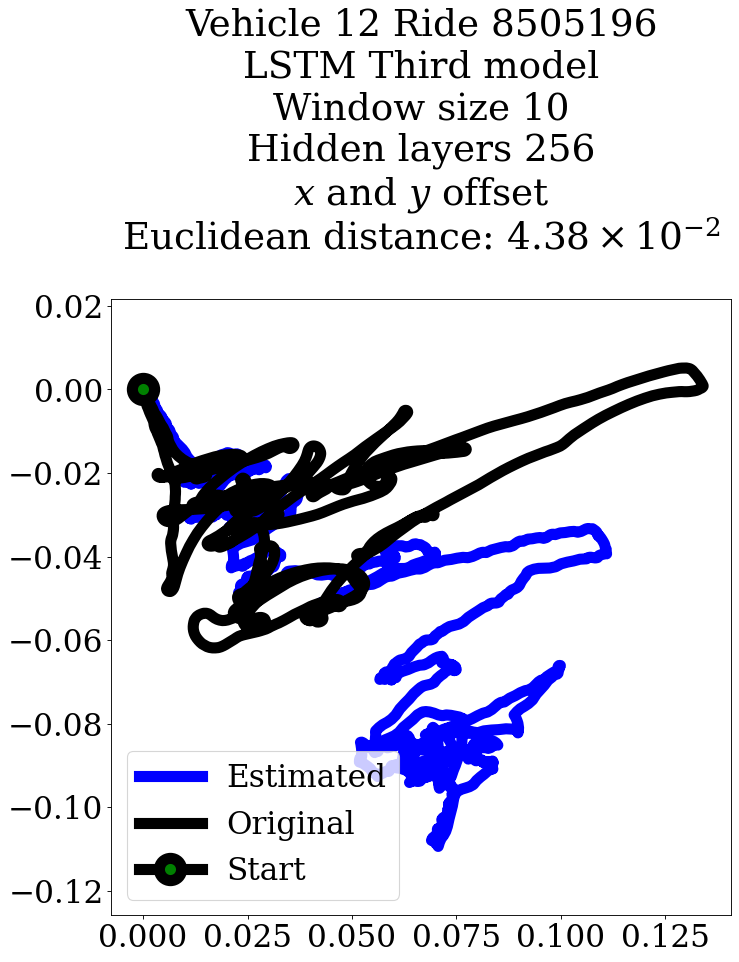 Vehicle 12 Ride 8505196
LSTM Third model
Window size 10
Hidden layers 256
x and y offset
Euclidean distance: 4.38 × 10⁻²
0.02
0.00
−0.02
−0.04
−0.06
−0.08
−0.10
−0.12
Estimated
Original
Start
0.000 0.025 0.050 0.075 0.100 0.125